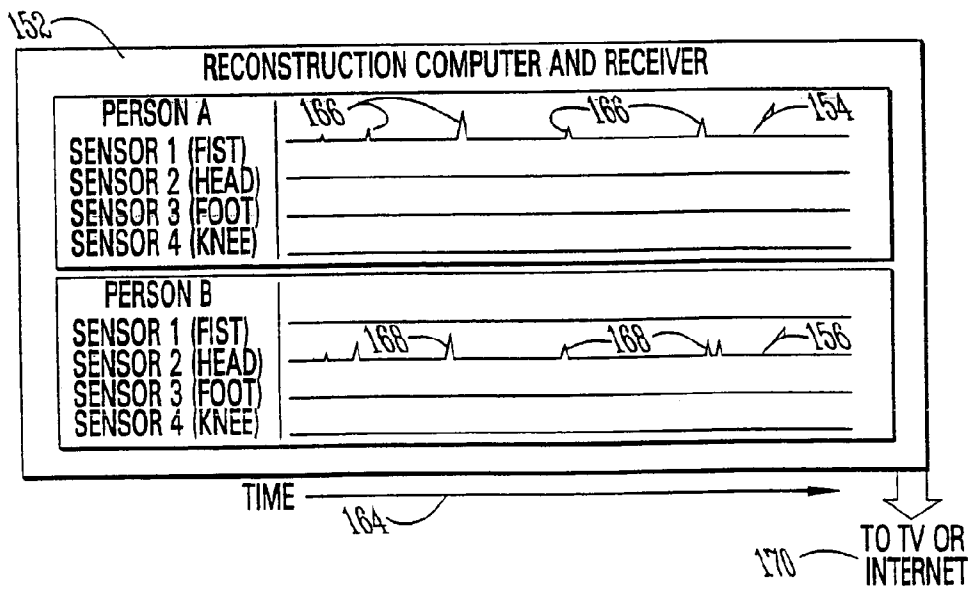 152
RECONSTRUCTION COMPUTER AND RECEIVER
PERSON A
166 166 154
SENSOR 1 (FIST)
SENSOR 2 (HEAD)
SENSOR 3 (FOOT)
SENSOR 4 (KNEE)
PERSON B
SENSOR 1 (FIST)
168 168 156
SENSOR 2 (HEAD)
SENSOR 3 (FOOT)
SENSOR 4 (KNEE)
TIME
164
170
TO TV OR
INTERNET